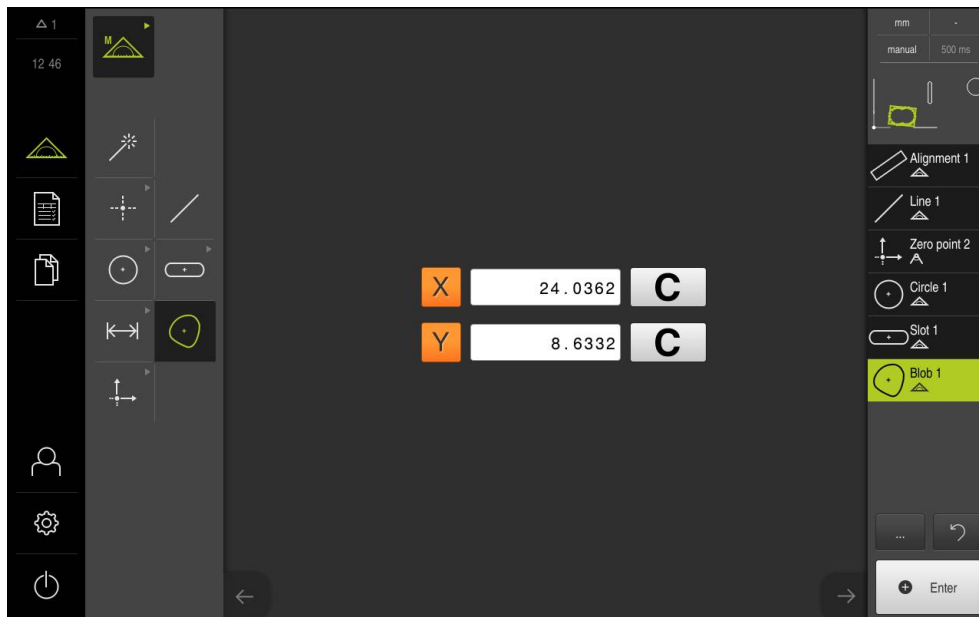 1
12 46
M
X 24.0362 C
Y 8.6332 C
mm -
manual 500 ms
Alignment 1
Line 1
Zero point 2
Circle 1
Slot 1
Blob 1
...
Enter